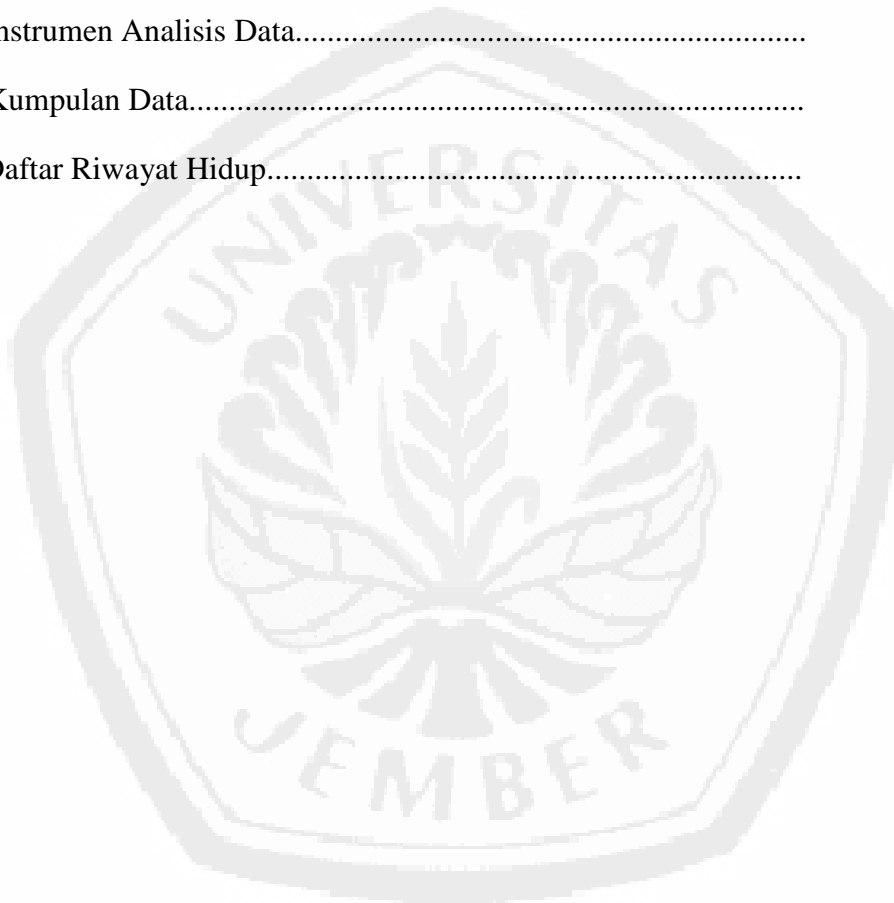 nstrumen Analisis Data................................................................
Kumpulan Data.............................................................................
Daftar Riwayat Hidup...................................................................
UNIVERSITAS
JEMBER